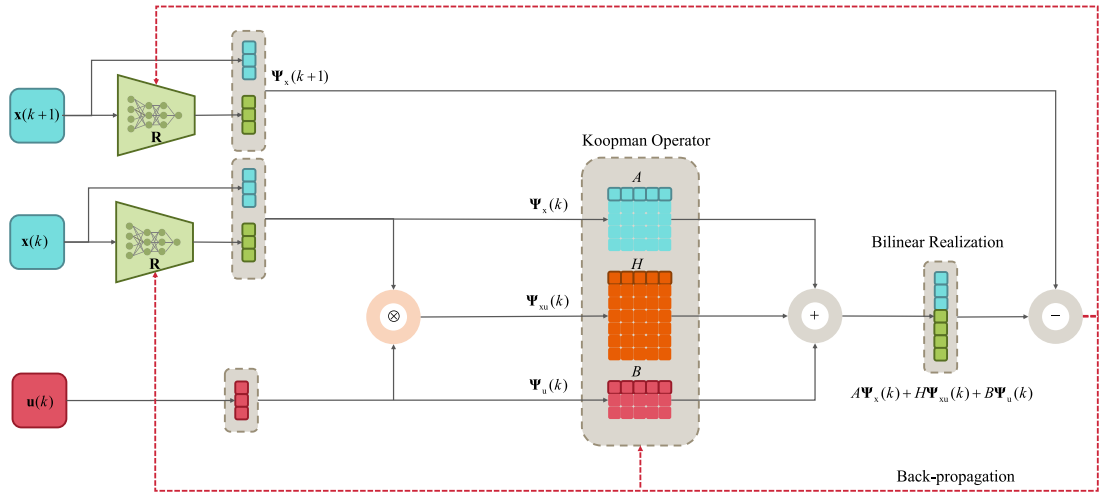 𝚿ₓ(k+1)
x(k+1)
R
Koopman Operator
A
𝚿ₓ(k)
x(k)
R
Bilinear Realization
H
𝚿ₓᵤ(k)
⊗
+
−
B
𝚿ᵤ(k)
u(k)
A𝚿ₓ(k)+H𝚿ₓᵤ(k)+B𝚿ᵤ(k)
Back-propagation